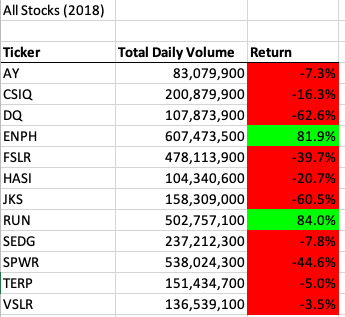 All Stocks (2018)
Ticker Total Daily Volume Return
AY 83,079,900 -7.3%
CSIQ 200,879,900 -16.3%
DQ 107,873,900 -62.6%
ENPH 607,473,500 81.9%
FSLR 478,113,900 -39.7%
HASI 104,340,600 -20.7%
JKS 158,309,000 -60.5%
RUN 502,757,100 84.0%
SEDG 237,212,300 -7.8%
SPWR 538,024,300 -44.6%
TERP 151,434,700 -5.0%
VSLR 136,539,100 -3.5%